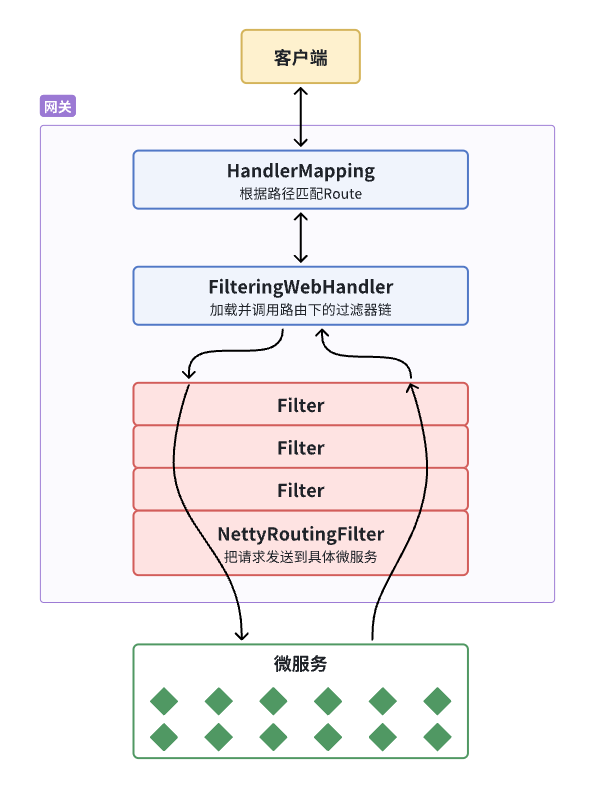 客户端
网关
HandlerMapping
根据路径匹配Route
FilteringWebHandler
加载并调用路由下的过滤器链
Filter
Filter
Filter
NettyRoutingFilter
把请求发送到具体微服务
微服务